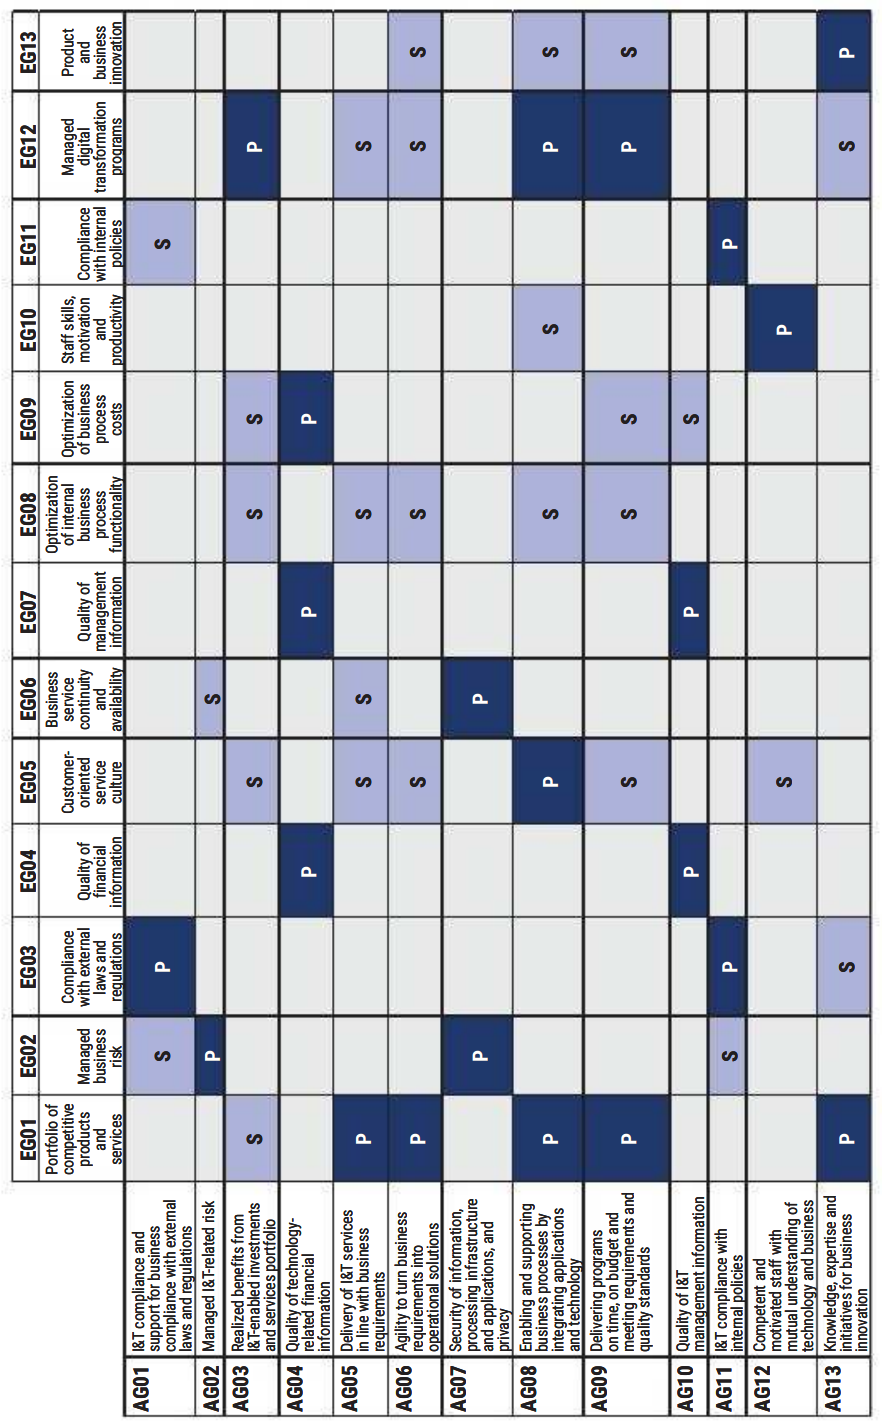 EG01 EG02 EG03 EG04 EG05 EG06 EG07 EG08 EG09 EG10 EG11 EG12 EG13
Portfolio of
competitive
products
and
services
Managed
business
risk
Compliance
with external
laws and
regulations
Quality of
financial
information
Customer-
oriented
service
culture
Business
service
continuity
and
availability
Quality of
management
information
Optimization
of internal
business
process
functionality
Optimization
of business
process
costs
Staff skills,
motivation
and
productivity
Compliance
with internal
policies
Managed
digital
transformation
programs
Product
and
business
innovation
AG01
I&T compliance and
support for business
compliance with external
laws and regulations
S P S
AG02
Managed I&T-related risk
P S
AG03
Realized benefits from
I&T-enabled investments
and services portfolio
S S S S P
AG04
Quality of technology-
related financial
information
P P P
AG05
Delivery of I&T services
in line with business
requirements
P S S S S
AG06
Agility to turn business
requirements into
operational solutions
P S S S S
AG07
Security of information,
processing infrastructure
and applications, and
privacy
P P
AG08
Enabling and supporting
business processes by
integrating applications
and technology
P P S S P S
AG09
Delivering programs
on time, on budget and
meeting requirements and
quality standards
P S S S P S
AG10
Quality of I&T
management information
P P S
AG11
I&T compliance with
internal policies
S P P
AG12
Competent and
motivated staff with
mutual understanding of
technology and business
S P
AG13
Knowledge, expertise and
initiatives for business
innovation
P S S P